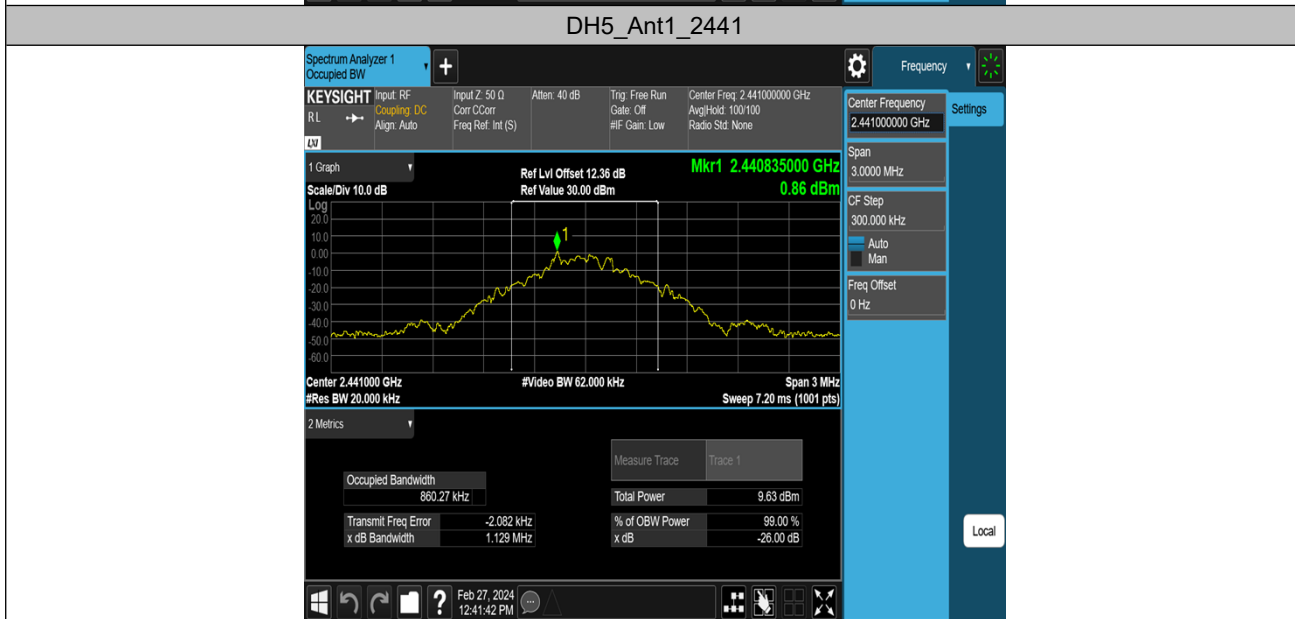 DH5_Ant1_2441
Spectrum Analyzer 1
Occupied BW
+
Frequency
KEYSIGHT
RL
LXI
Input: RF
Coupling: DC
Align: Auto
Input Z: 50 Ω
Corr CCorr
Freq Ref: Int (S)
Atten: 40 dB
Trig: Free Run
Gate: Off
#IF Gain: Low
Center Freq: 2.441000000 GHz
Avg|Hold: 100/100
Radio Std: None
Center Frequency
2.441000000 GHz
Settings
Span
3.0000 MHz
CF Step
300.000 kHz
Auto
Man
Freq Offset
0 Hz
1 Graph
Ref Lvl Offset 12.36 dB
Mkr1 2.440835000 GHz
Scale/Div 10.0 dB
Ref Value 30.00 dBm
0.86 dBm
Log
20.0
10.0
0.00
-10.0
-20.0
-30.0
-40.0
-50.0
-60.0
1
Center 2.441000 GHz
#Video BW 62.000 kHz
Span 3 MHz
#Res BW 20.000 kHz
Sweep 7.20 ms (1001 pts)
2 Metrics
Measure Trace Trace 1
Occupied Bandwidth
860.27 kHz
Total Power 9.63 dBm
Transmit Freq Error -2.082 kHz
% of OBW Power 99.00 %
x dB Bandwidth 1.129 MHz
x dB -26.00 dB
Local
?
Feb 27, 2024
12:41:42 PM